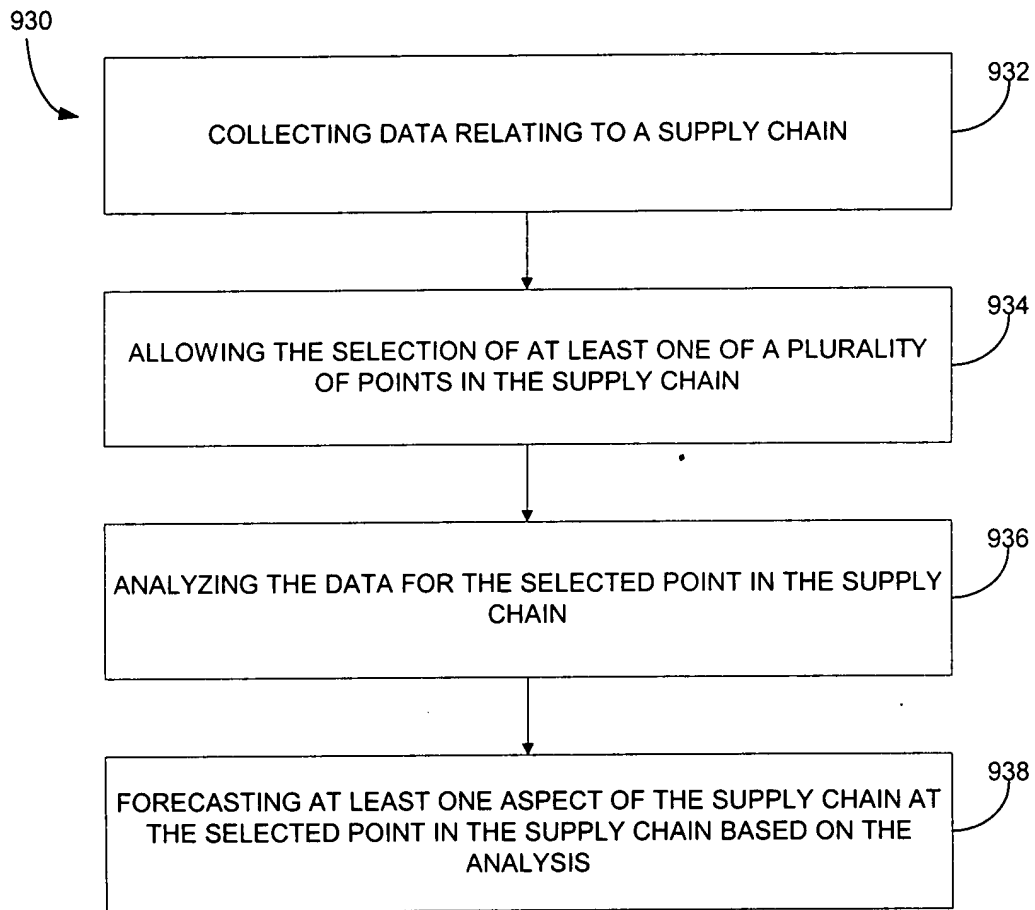 930
932
COLLECTING DATA RELATING TO A SUPPLY CHAIN
934
ALLOWING THE SELECTION OF AT LEAST ONE OF A PLURALITY
OF POINTS IN THE SUPPLY CHAIN
936
ANALYZING THE DATA FOR THE SELECTED POINT IN THE SUPPLY
CHAIN
938
FORECASTING AT LEAST ONE ASPECT OF THE SUPPLY CHAIN AT
THE SELECTED POINT IN THE SUPPLY CHAIN BASED ON THE
ANALYSIS